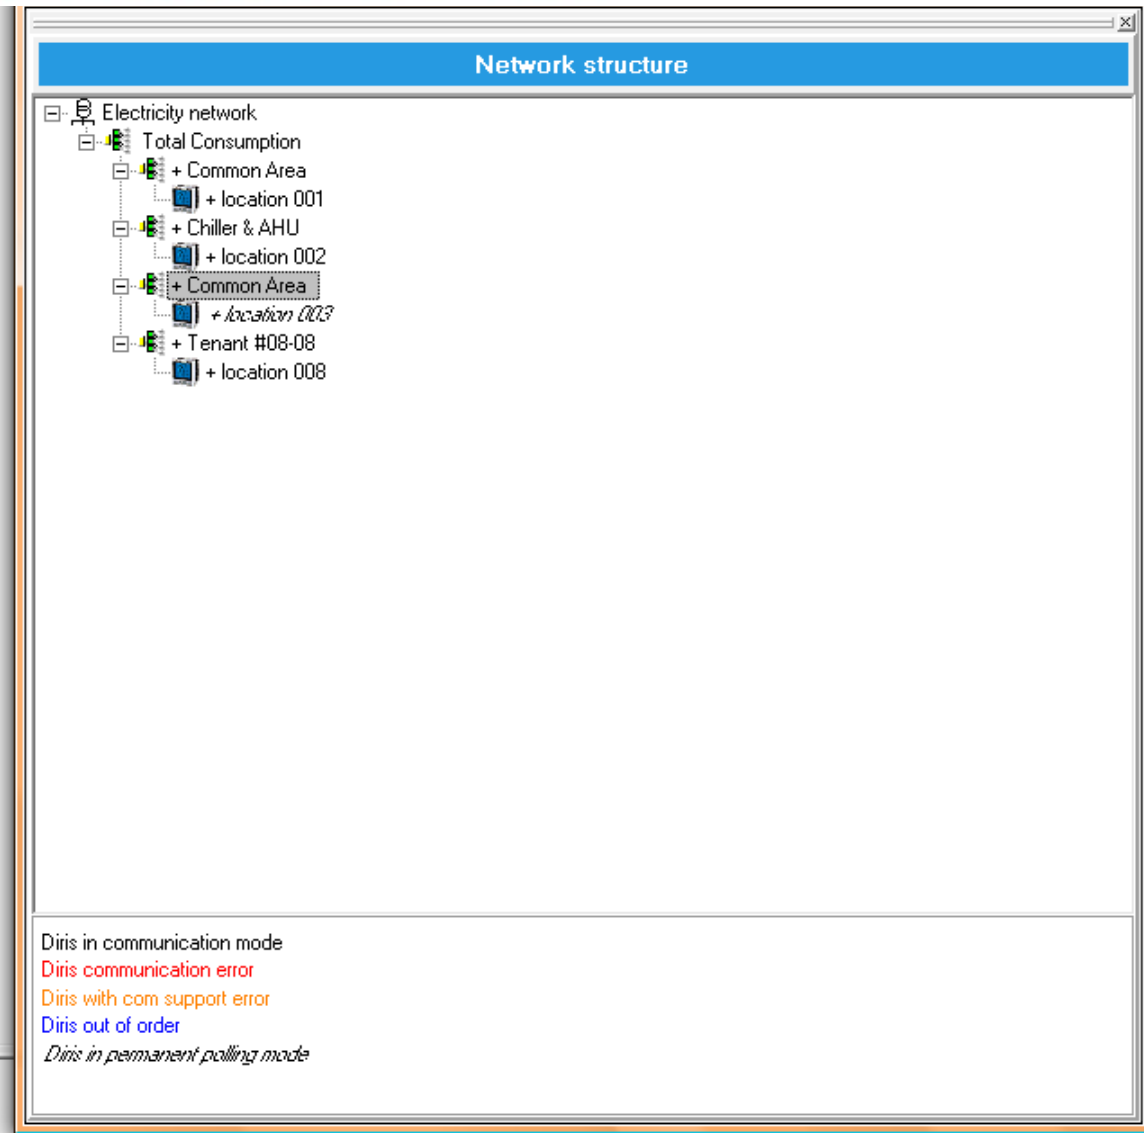 Network structure
Electricity network
Total Consumption
+ Common Area
+ location 001
+ Chiller & AHU
+ location 002
+ Common Area
+ location 003
+ Tenant #08-08
+ location 008
Diris in communication mode
Diris communication error
Diris with com support error
Diris out of order
Diris in permanent polling mode